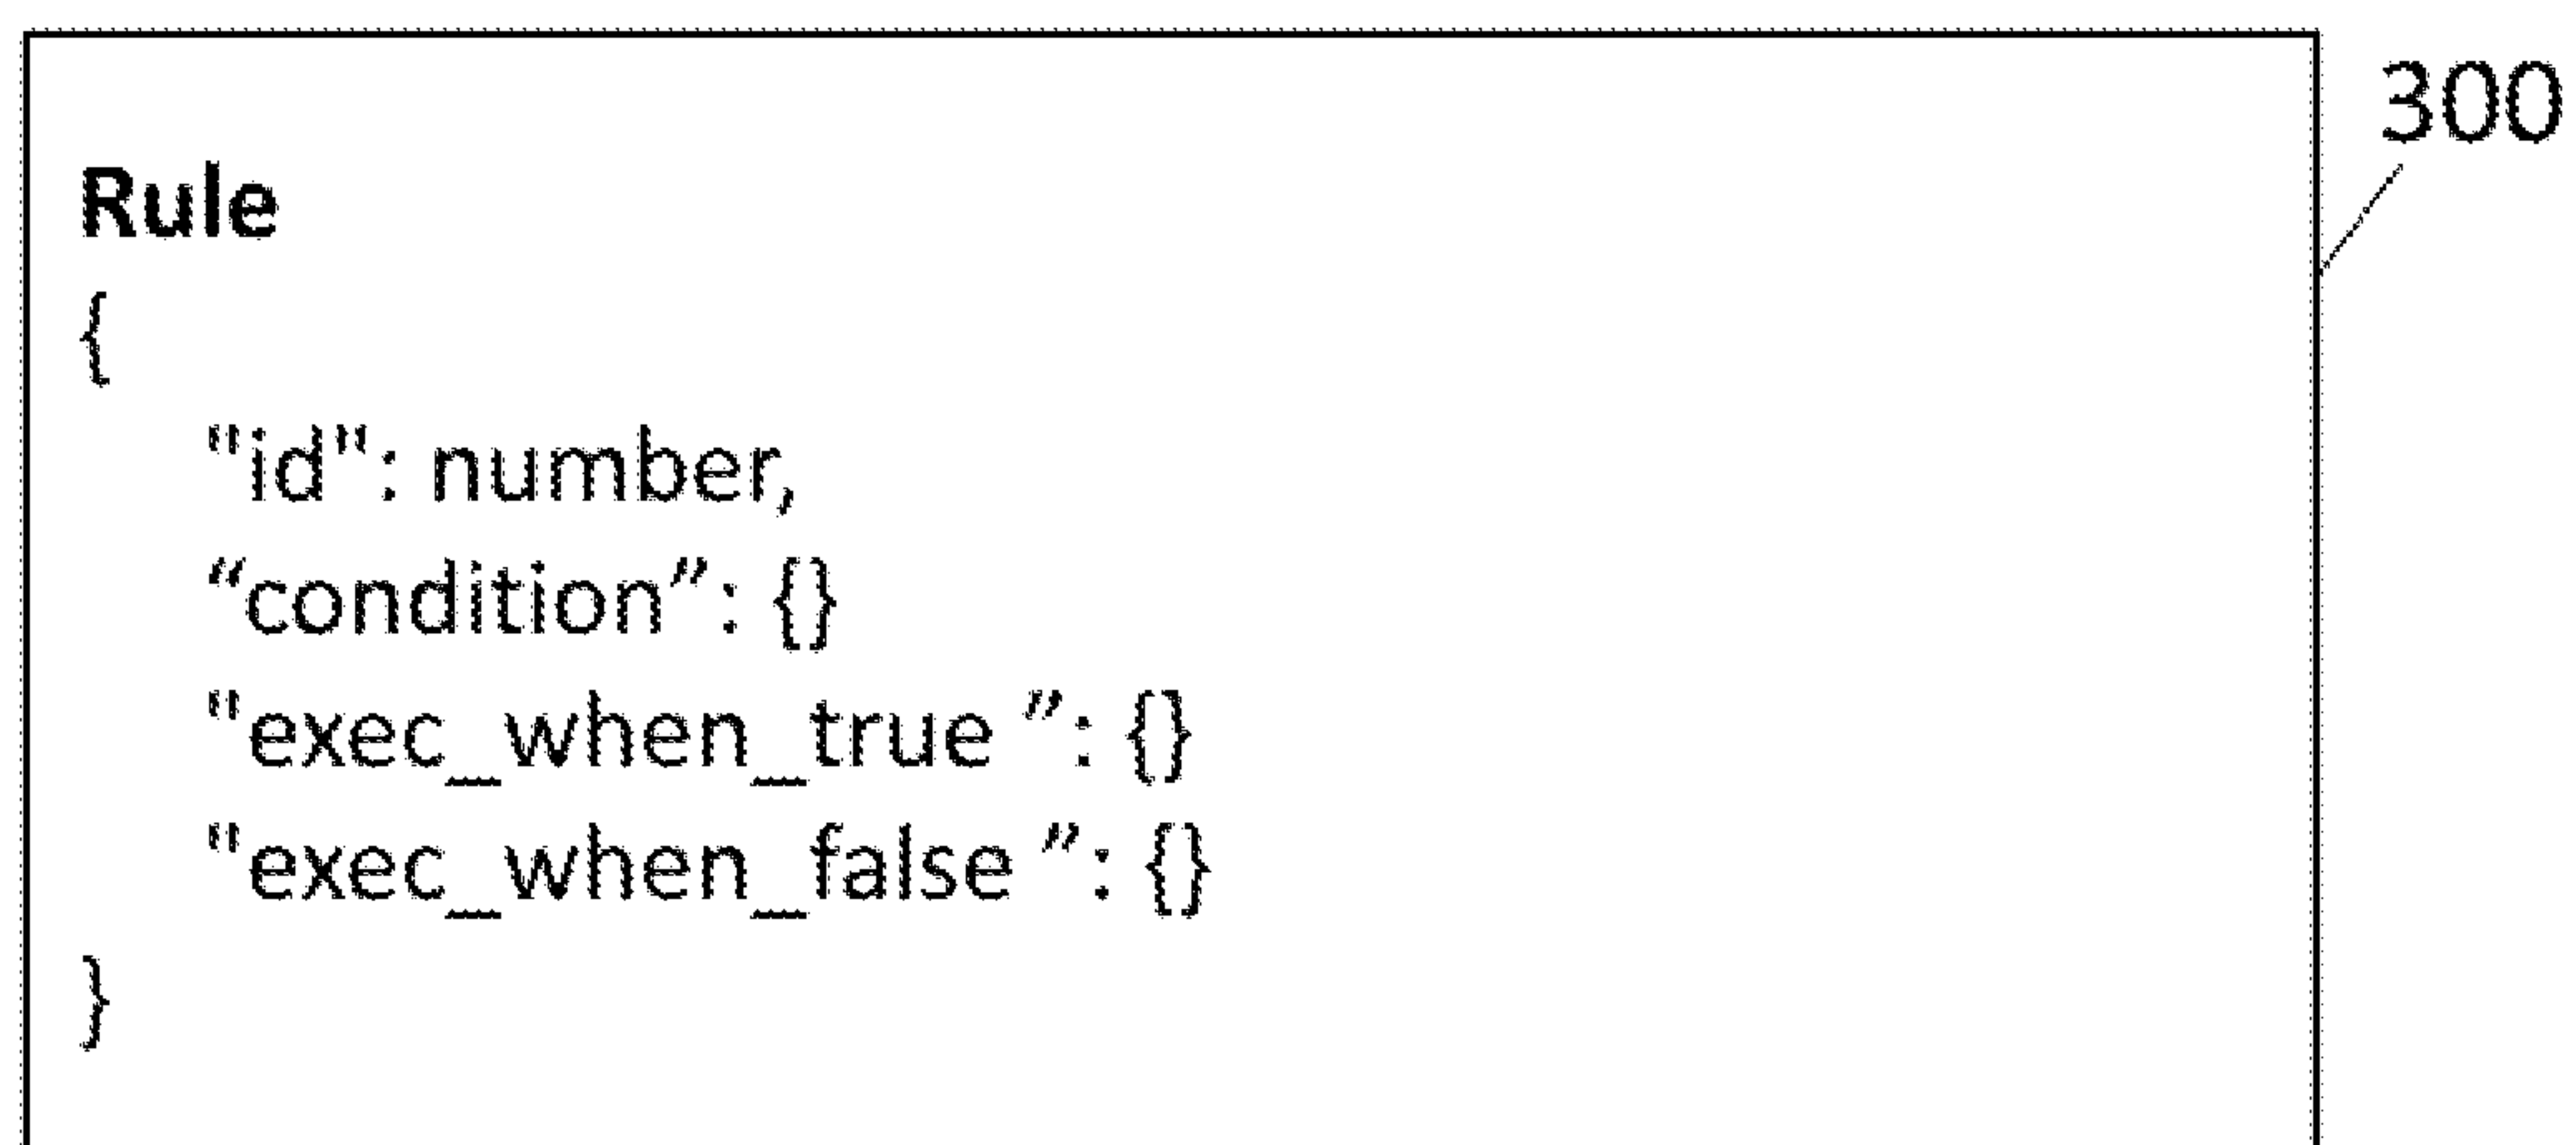 300
Rule
{
"id": number,
“condition”: {}
"exec_when_true ”: {}
"exec_when_false ”: {}
}